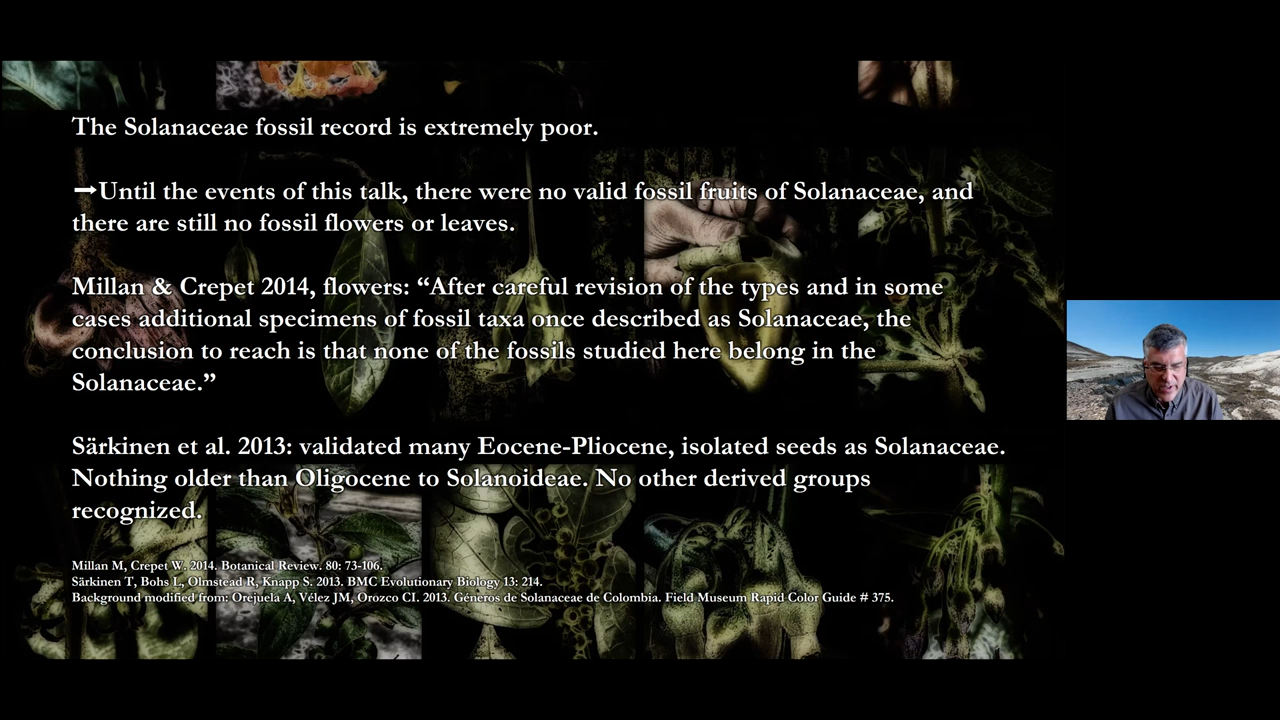 The Solanaceae fossil record is extremely poor.
➞Until the events of this talk, there were no valid fossil fruits of Solanaceae, and
there are still no fossil flowers or leaves.
Millan & Crepet 2014, flowers: “After careful revision of the types and in some
cases additional specimens of fossil taxa once described as Solanaceae, the
conclusion to reach is that none of the fossils studied here belong in the
Solanaceae.”
Särkinen et al. 2013: validated many Eocene-Pliocene, isolated seeds as Solanaceae.
Nothing older than Oligocene to Solanoideae. No other derived groups
recognized.
Millan M, Crepet W. 2014. Botanical Review. 80: 73-106.
Särkinen T, Bohs L, Olmstead R, Knapp S. 2013. BMC Evolutionary Biology 13: 214.
Background modified from: Orejuela A, Vélez JM, Orozco CI. 2013. Géneros de Solanaceae de Colombia. Field Museum Rapid Color Guide # 375.